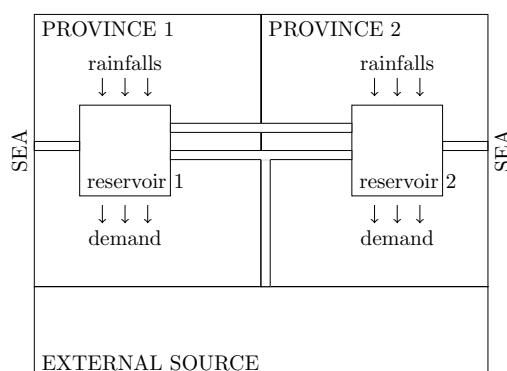 PROVINCE 1
PROVINCE 2
rainfalls
rainfalls
SEA
SEA
reservoir 1
reservoir 2
demand
demand
EXTERNAL SOURCE